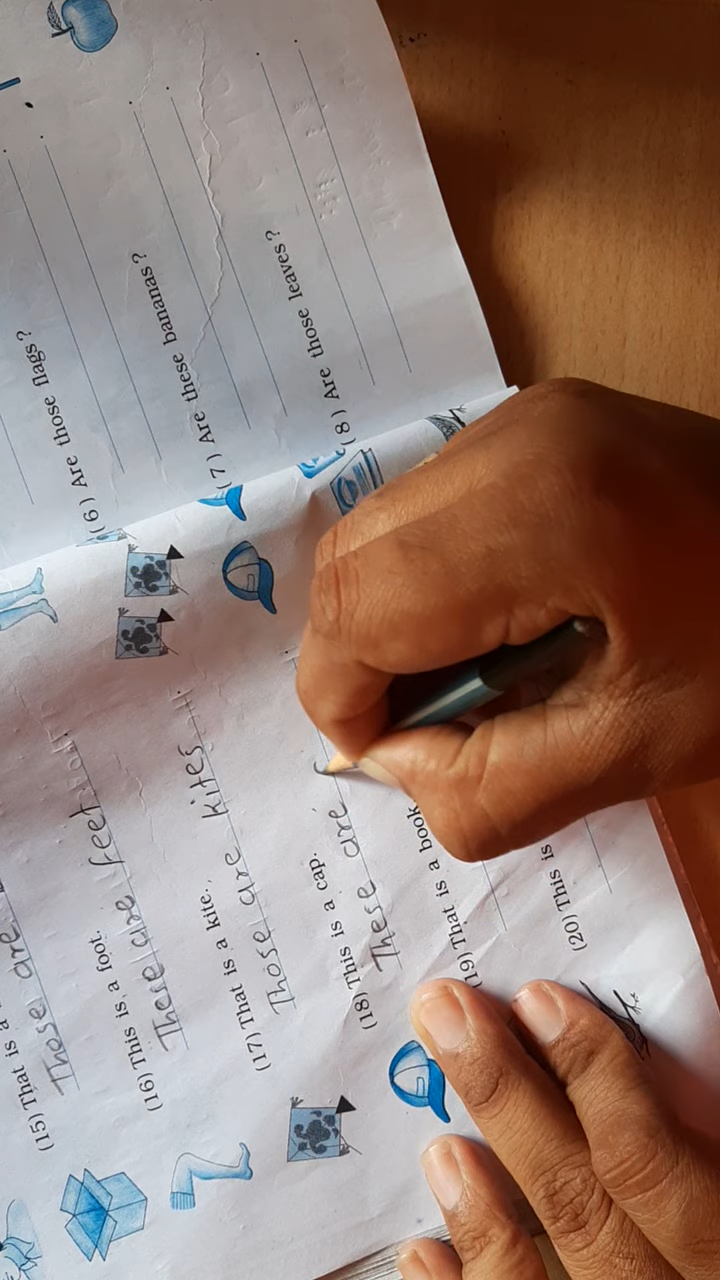 (6) Are those flags?
(7) Are these bananas?
(8) Are those leaves?
(15) That is a
Those are
(16) This is a foot.
These are feet
(17) That is a kite.
Those are kites
(18) This is a cap.
These are
(19) That is a book
(20) This is